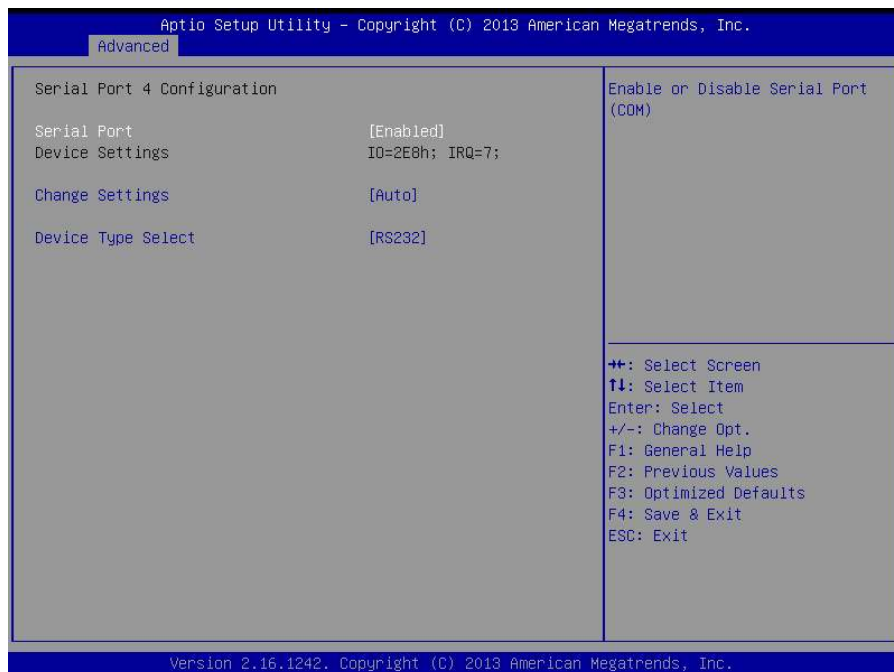 Aptio Setup Utility – Copyright (C) 2013 American Megatrends, Inc.
Advanced
Serial Port 4 Configuration
Serial Port [Enabled]
Device Settings IO=2E8h; IRQ=7;
Change Settings [Auto]
Device Type Select [RS232]
Enable or Disable Serial Port
(COM)
→←: Select Screen
↑↓: Select Item
Enter: Select
+/-: Change Opt.
F1: General Help
F2: Previous Values
F3: Optimized Defaults
F4: Save & Exit
ESC: Exit
Version 2.16.1242. Copyright (C) 2013 American Megatrends, Inc.